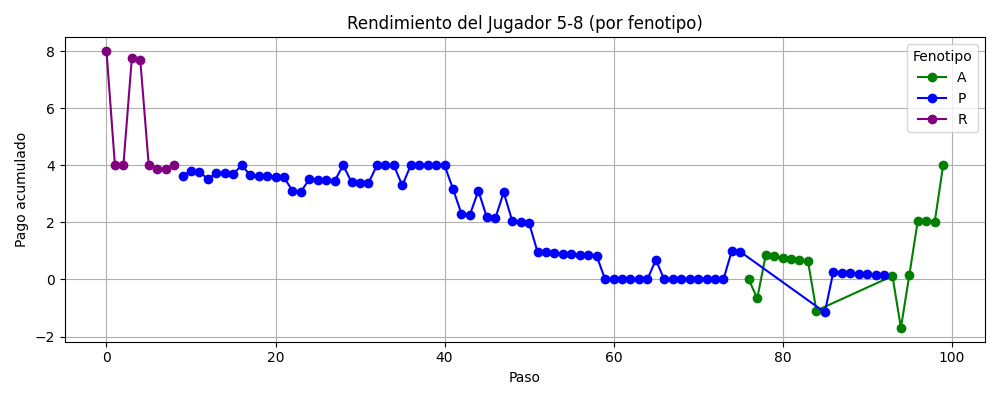 Rendimiento del Jugador 5-8 (por fenotipo)
Pago acumulado
8
6
4
2
0
−2
0
20
40
60
80
100
Paso
Fenotipo
A
P
R